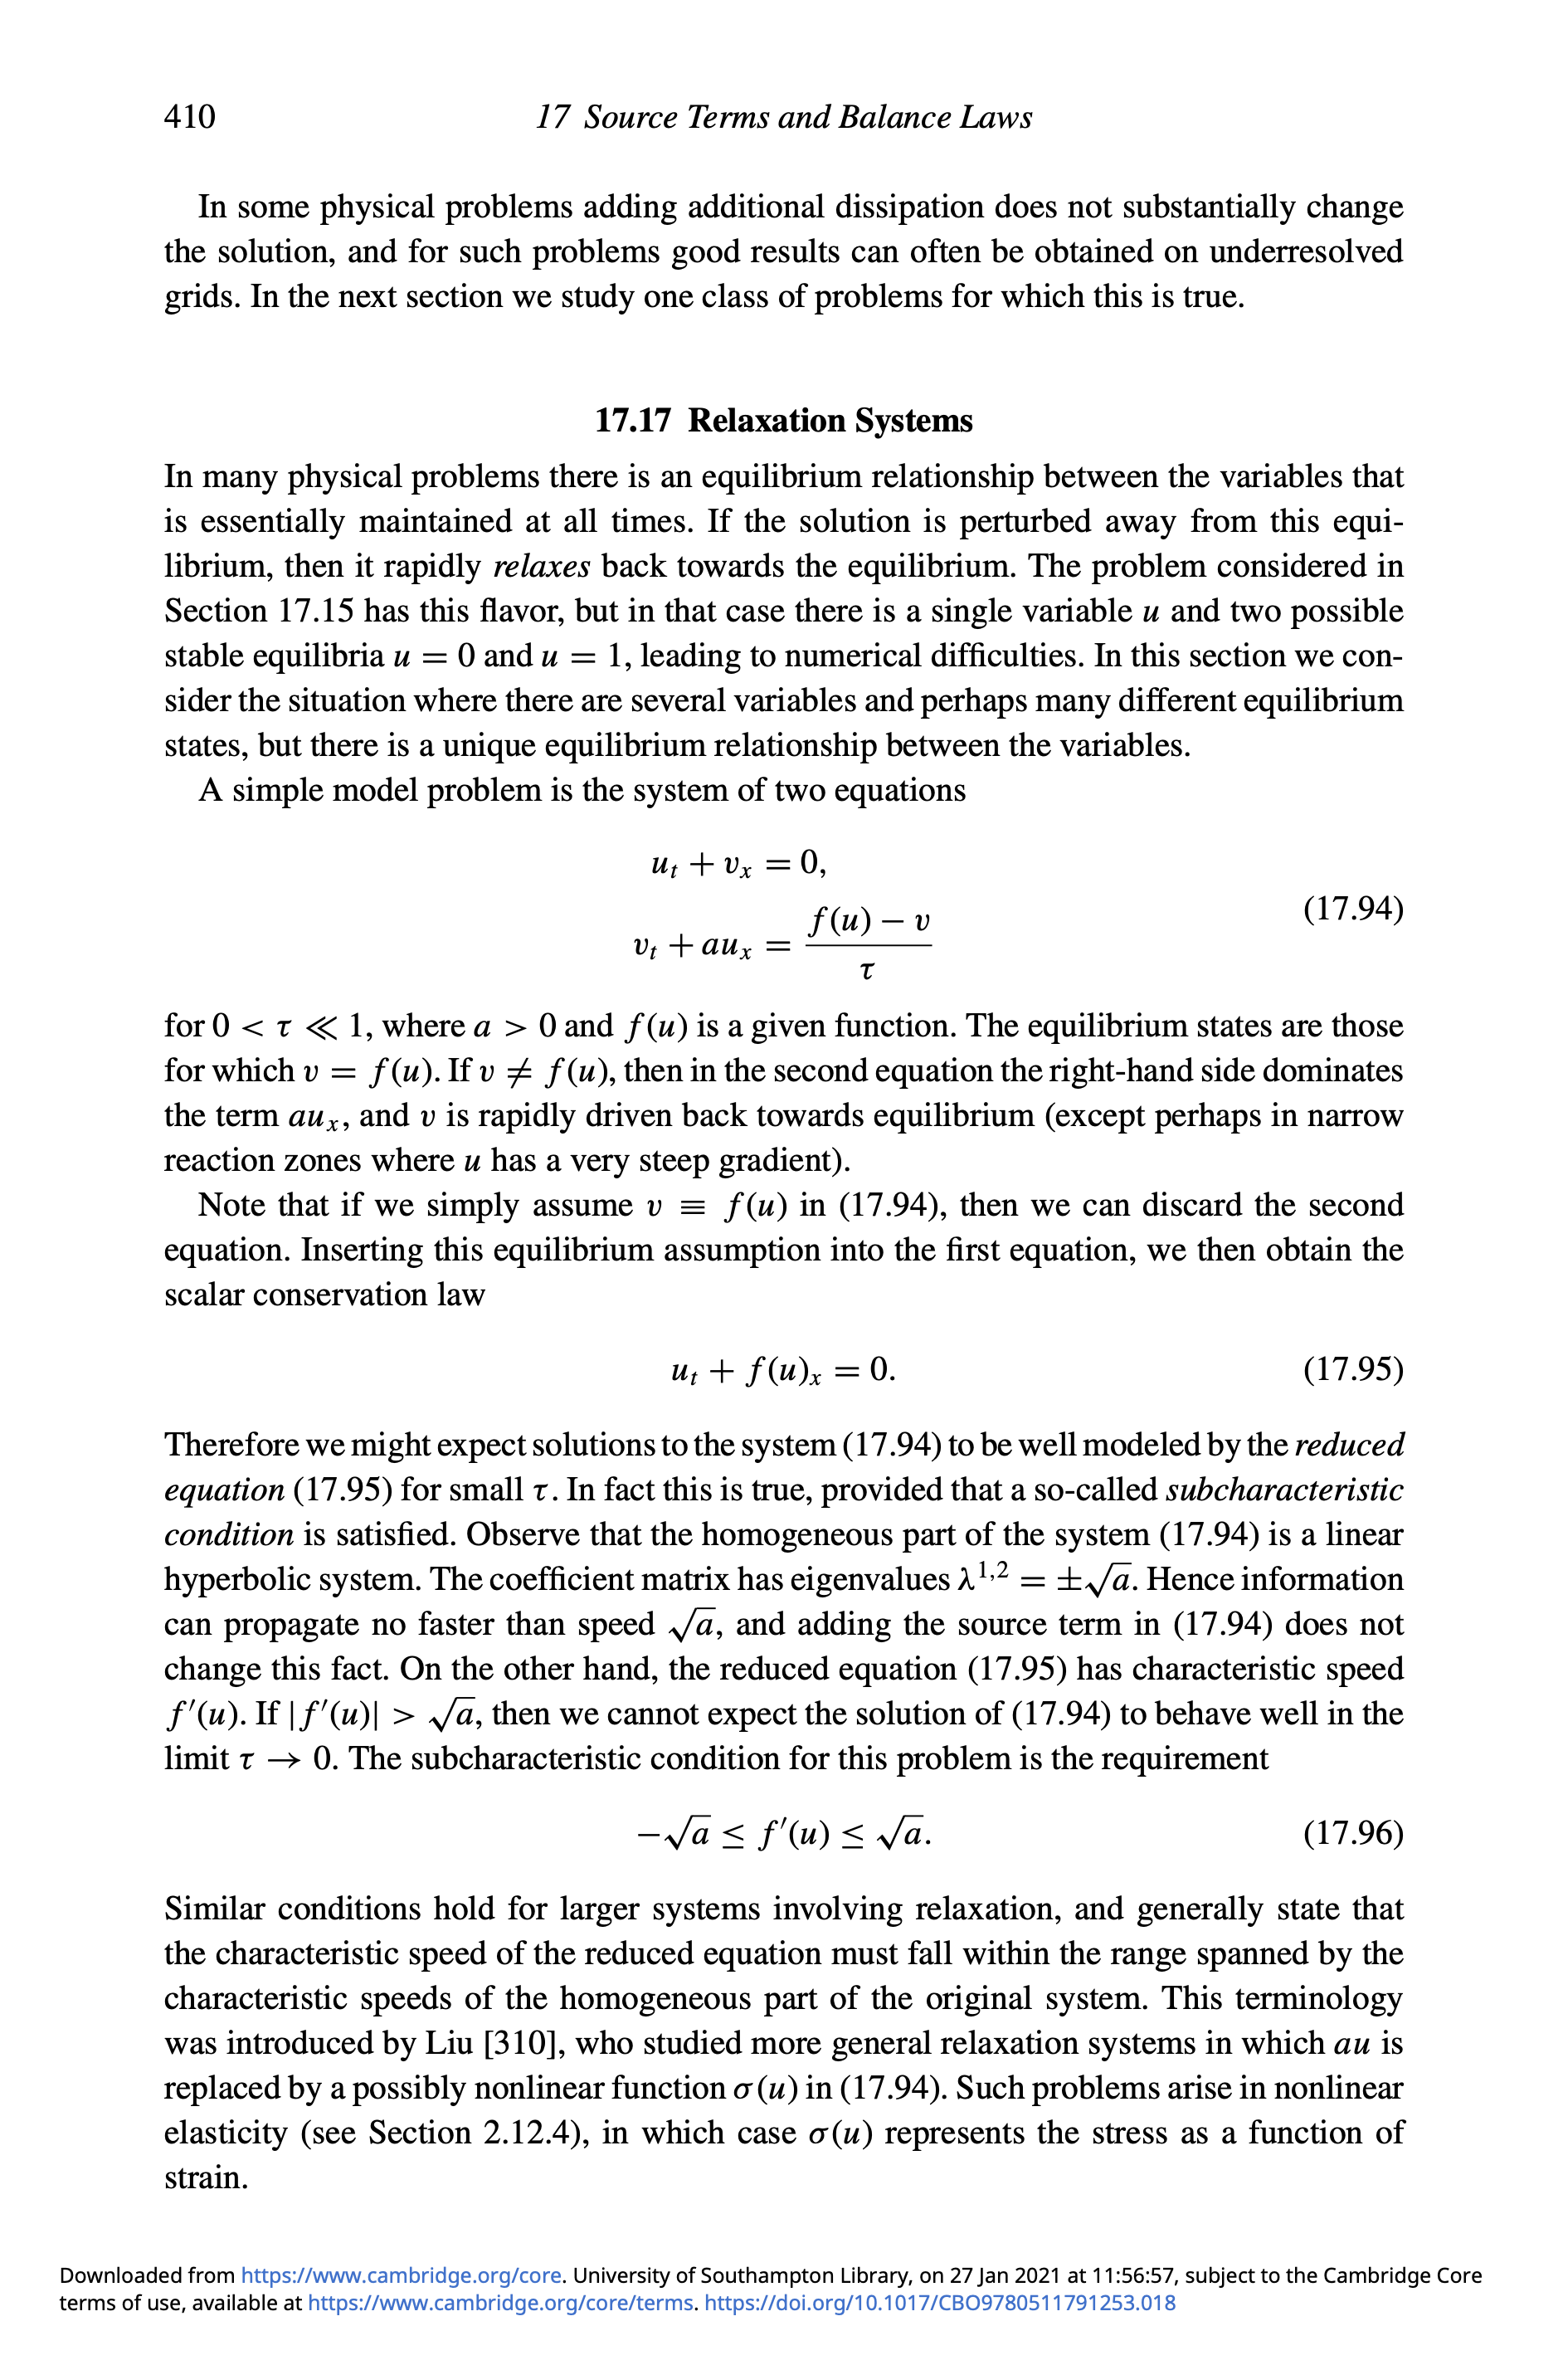 410
17 Source Terms and Balance Laws
In some physical problems adding additional dissipation does not substantially change
the solution, and for such problems good results can often be obtained on underresolved
grids. In the next section we study one class of problems for which this is true.
17.17 Relaxation Systems
In many physical problems there is an equilibrium relationship between the variables that
is essentially maintained at all times. If the solution is perturbed away from this equi-
librium, then it rapidly relaxes back towards the equilibrium. The problem considered in
Section 17.15 has this flavor, but in that case there is a single variable u and two possible
stable equilibria u = 0 and u = 1, leading to numerical difficulties. In this section we con-
sider the situation where there are several variables and perhaps many different equilibrium
states, but there is a unique equilibrium relationship between the variables.
A simple model problem is the system of two equations
u_t + v_x = 0,
v_t + au_x = (f(u) − v)/τ (17.94)
for 0 < τ ≪ 1, where a > 0 and f(u) is a given function. The equilibrium states are those
for which v = f(u). If v ≠ f(u), then in the second equation the right-hand side dominates
the term au_x, and v is rapidly driven back towards equilibrium (except perhaps in narrow
reaction zones where u has a very steep gradient).
Note that if we simply assume v ≡ f(u) in (17.94), then we can discard the second
equation. Inserting this equilibrium assumption into the first equation, we then obtain the
scalar conservation law
u_t + f(u)_x = 0. (17.95)
Therefore we might expect solutions to the system (17.94) to be well modeled by the reduced
equation (17.95) for small τ. In fact this is true, provided that a so-called subcharacteristic
condition is satisfied. Observe that the homogeneous part of the system (17.94) is a linear
hyperbolic system. The coefficient matrix has eigenvalues λ^{1,2} = ±√a. Hence information
can propagate no faster than speed √a, and adding the source term in (17.94) does not
change this fact. On the other hand, the reduced equation (17.95) has characteristic speed
f′(u). If |f′(u)| > √a, then we cannot expect the solution of (17.94) to behave well in the
limit τ → 0. The subcharacteristic condition for this problem is the requirement
−√a ≤ f′(u) ≤ √a. (17.96)
Similar conditions hold for larger systems involving relaxation, and generally state that
the characteristic speed of the reduced equation must fall within the range spanned by the
characteristic speeds of the homogeneous part of the original system. This terminology
was introduced by Liu [310], who studied more general relaxation systems in which au is
replaced by a possibly nonlinear function σ(u) in (17.94). Such problems arise in nonlinear
elasticity (see Section 2.12.4), in which case σ(u) represents the stress as a function of
strain.
Downloaded from https://www.cambridge.org/core. University of Southampton Library, on 27 Jan 2021 at 11:56:57, subject to the Cambridge Core
terms of use, available at https://www.cambridge.org/core/terms. https://doi.org/10.1017/CBO9780511791253.018